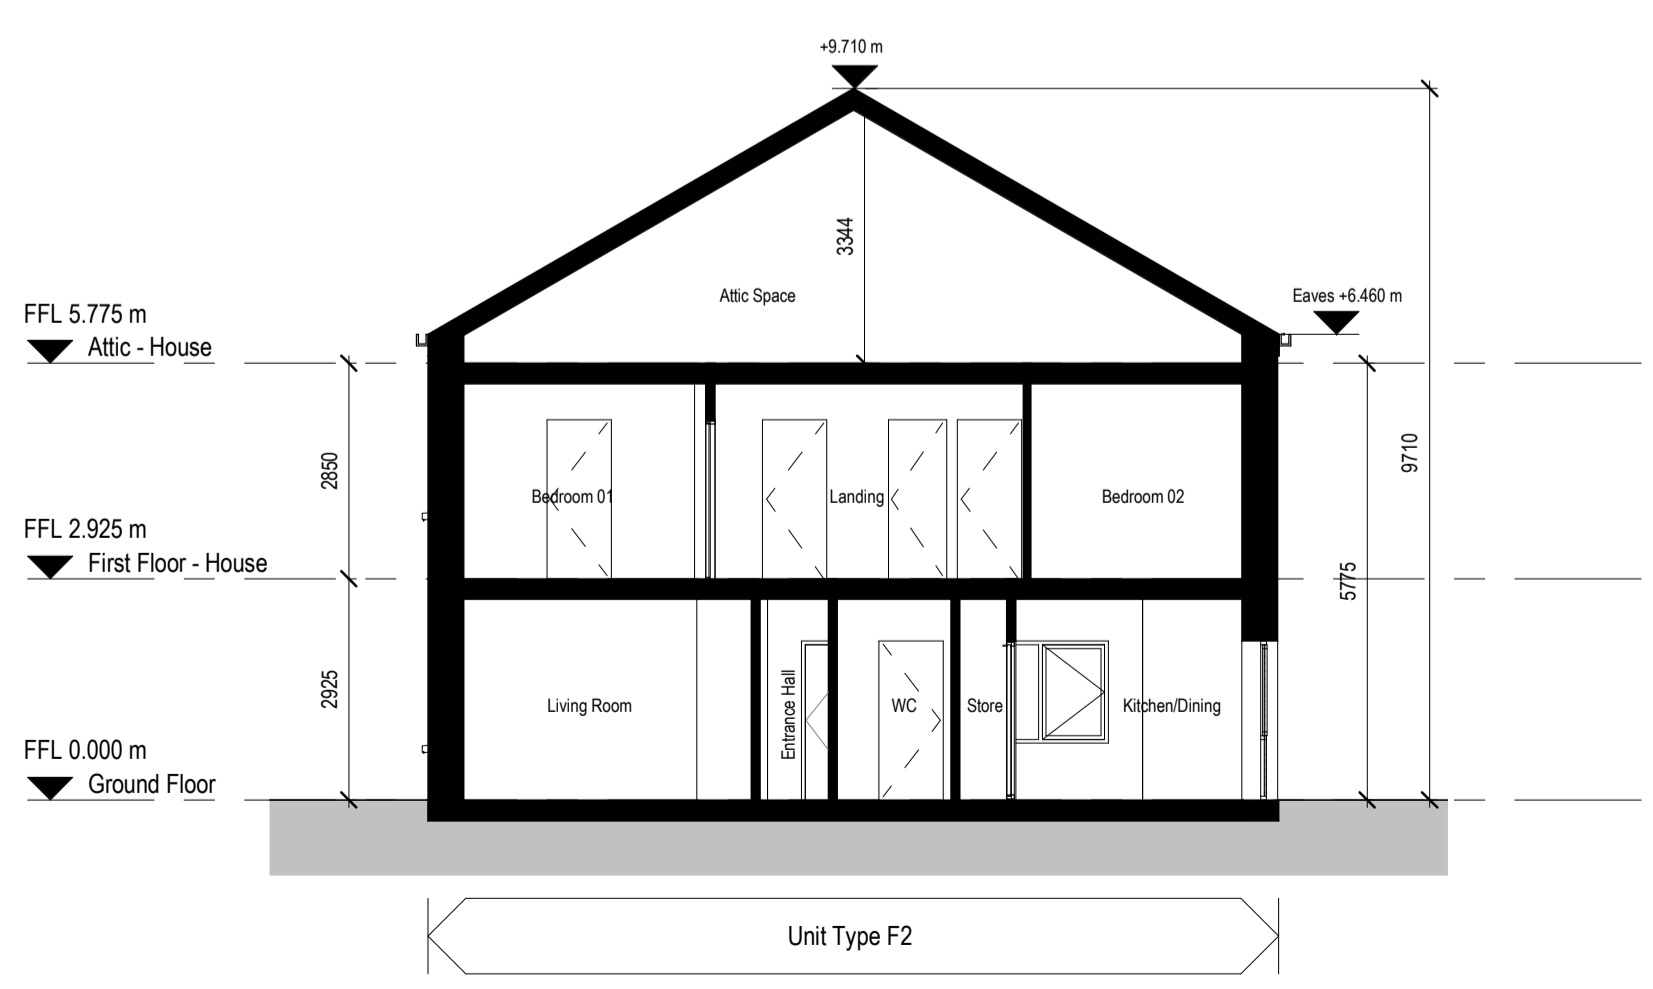 +9.710 m
3344
Attic Space
Eaves +6.460 m
FFL 5.775 m
Attic - House
2850
9710
Bedroom 01
Landing
Bedroom 02
FFL 2.925 m
First Floor - House
5775
2925
Living Room
Entrance Hall
WC
Store
Kitchen/Dining
FFL 0.000 m
Ground Floor
Unit Type F2